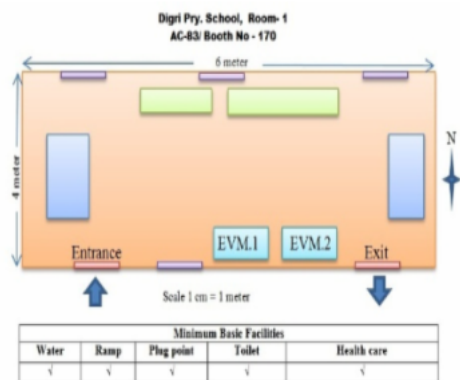 Digri Pry. School, Room- 1
AC-83/ Booth No - 170
6 meter
4 meter
N
EVM.1 EVM.2
Entrance Exit
Scale 1 cm = 1 meter
Minimum Basic Facilities
Water Ramp Plug point Toilet Health care
√ √ √ √ √